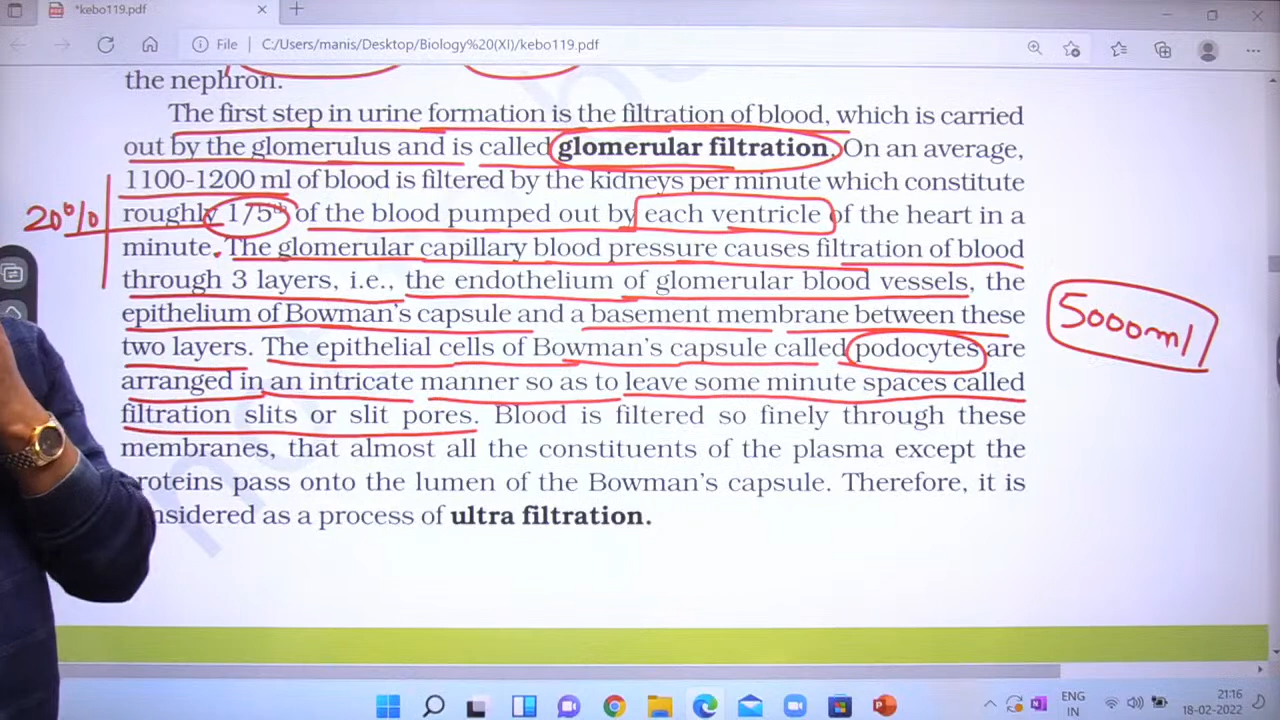 *kebo119.pdf
File C:/Users/manis/Desktop/Biology%20(XI)/kebo119.pdf
the nephron.
The first step in urine formation is the filtration of blood, which is carried
out by the glomerulus and is called glomerular filtration. On an average,
1100-1200 ml of blood is filtered by the kidneys per minute which constitute
20% roughly 1/5th of the blood pumped out by each ventricle of the heart in a
minute. The glomerular capillary blood pressure causes filtration of blood
through 3 layers, i.e., the endothelium of glomerular blood vessels, the
epithelium of Bowman's capsule and a basement membrane between these
5000ml
two layers. The epithelial cells of Bowman's capsule called podocytes are
arranged in an intricate manner so as to leave some minute spaces called
filtration slits or slit pores. Blood is filtered so finely through these
membranes, that almost all the constituents of the plasma except the
roteins pass onto the lumen of the Bowman's capsule. Therefore, it is
nsidered as a process of ultra filtration.
ENG 21:16
IN 18-02-2022